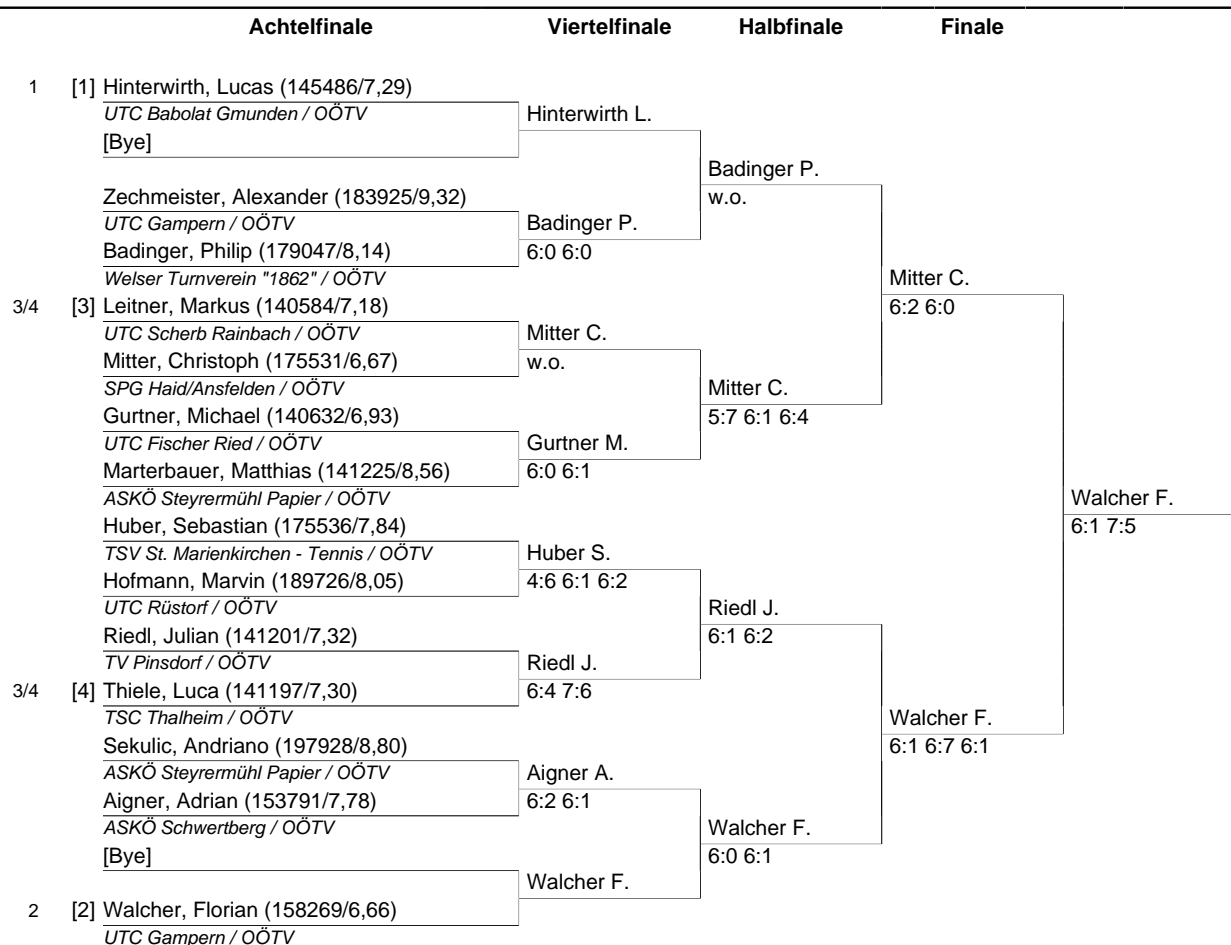 Achtelfinale Viertelfinale Halbfinale Finale
1 [1] Hinterwirth, Lucas (145486/7,29)
UTC Babolat Gmunden / OÖTV Hinterwirth L.
[Bye]
Badinger P.
Zechmeister, Alexander (183925/9,32) w.o.
UTC Gampern / OÖTV Badinger P.
Badinger, Philip (179047/8,14) 6:0 6:0
Welser Turnverein "1862" / OÖTV Mitter C.
3/4 [3] Leitner, Markus (140584/7,18) 6:2 6:0
UTC Scherb Rainbach / OÖTV Mitter C.
Mitter, Christoph (175531/6,67) w.o.
SPG Haid/Ansfelden / OÖTV Mitter C.
Gurtner, Michael (140632/6,93) 5:7 6:1 6:4
UTC Fischer Ried / OÖTV Gurtner M.
Marterbauer, Matthias (141225/8,56) 6:0 6:1
ASKÖ Steyrermühl Papier / OÖTV Walcher F.
Huber, Sebastian (175536/7,84) 6:1 7:5
TSV St. Marienkirchen - Tennis / OÖTV Huber S.
Hofmann, Marvin (189726/8,05) 4:6 6:1 6:2
UTC Rüstorf / OÖTV Riedl J.
Riedl, Julian (141201/7,32) 6:1 6:2
TV Pinsdorf / OÖTV Riedl J.
3/4 [4] Thiele, Luca (141197/7,30) 6:4 7:6
TSC Thalheim / OÖTV Walcher F.
Sekulic, Andriano (197928/8,80) 6:1 6:7 6:1
ASKÖ Steyrermühl Papier / OÖTV Aigner A.
Aigner, Adrian (153791/7,78) 6:2 6:1
ASKÖ Schwertberg / OÖTV Walcher F.
[Bye] 6:0 6:1
Walcher F.
2 [2] Walcher, Florian (158269/6,66)
UTC Gampern / OÖTV